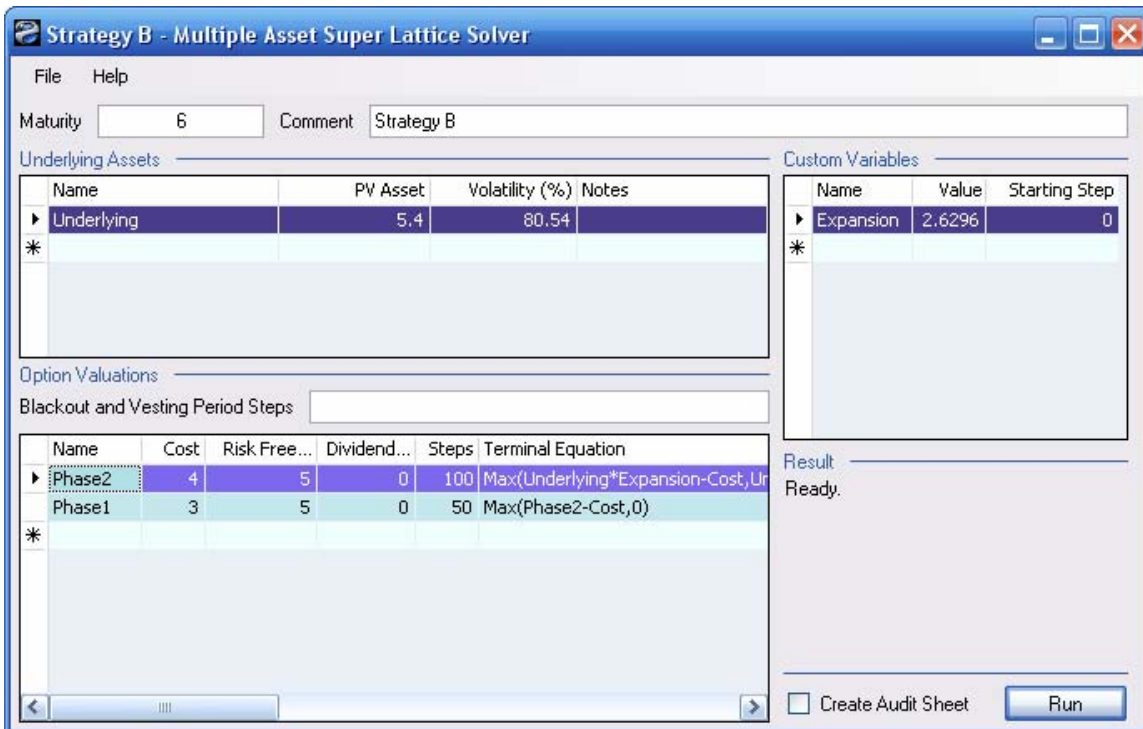 Strategy B - Multiple Asset Super Lattice Solver
File Help
Maturity 6 Comment Strategy B
Underlying Assets
Name PV Asset Volatility (%) Notes
Underlying 5.4 80.54
Custom Variables
Name Value Starting Step
Expansion 2.6296 0
Option Valuations
Blackout and Vesting Period Steps
Name Cost Risk Free... Dividend... Steps Terminal Equation
Phase2 4 5 0 100 Max(Underlying*Expansion-Cost,Ur
Phase1 3 5 0 50 Max(Phase2-Cost,0)
Result
Ready.
Create Audit Sheet Run